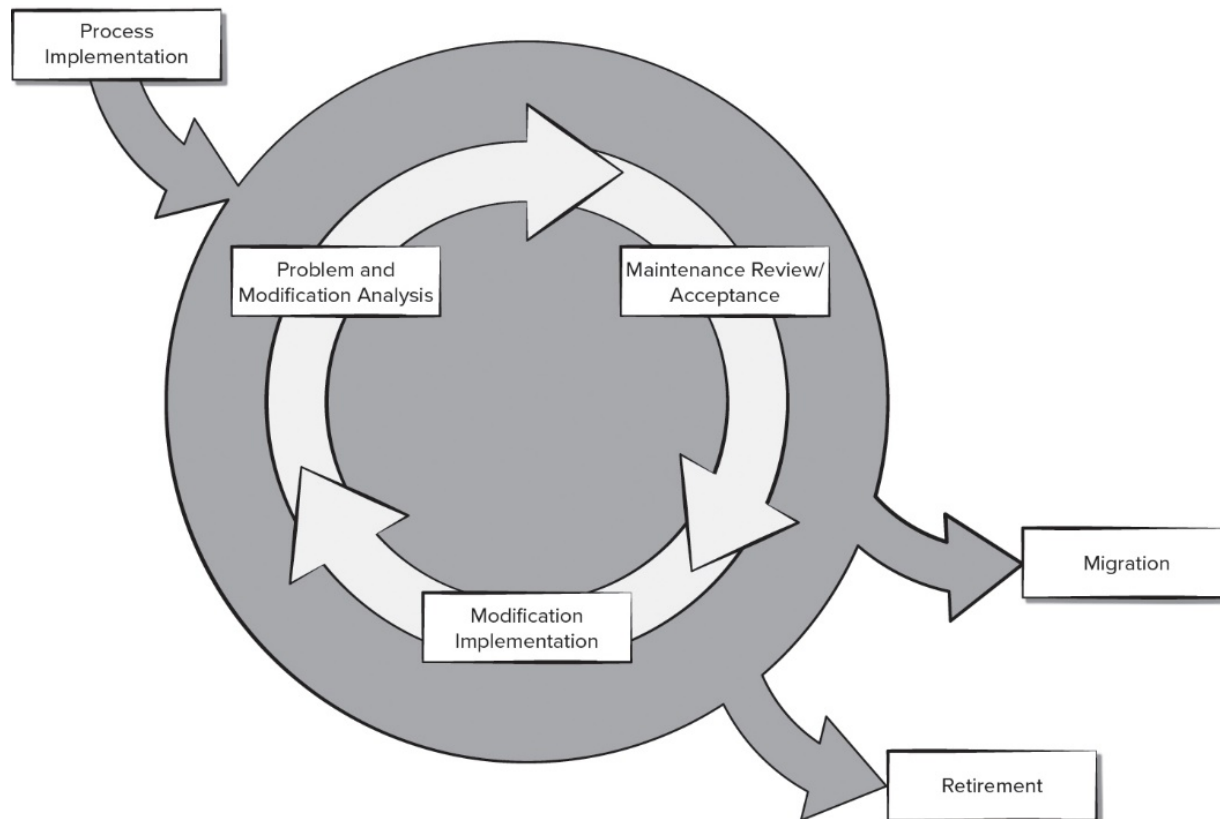 Process
Implementation
Problem and
Modification Analysis
Maintenance Review/
Acceptance
Modification
Implementation
Migration
Retirement